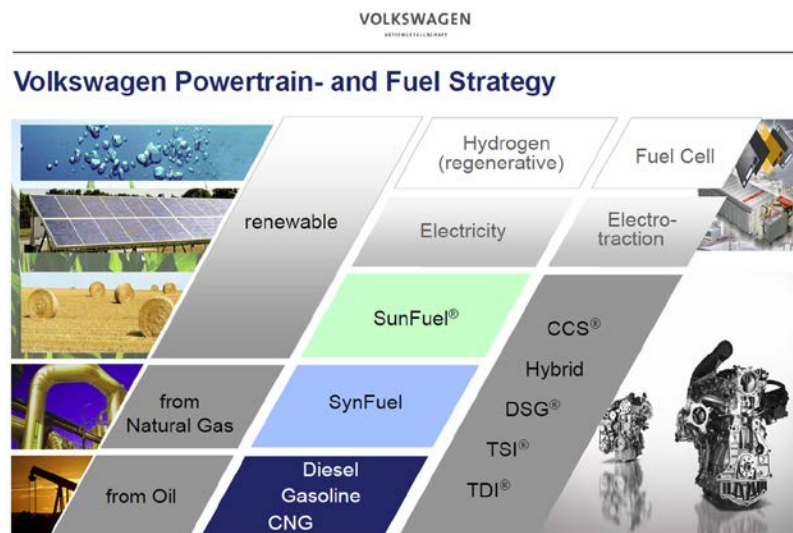 VOLKSWAGEN
AKTIENGESELLSCHAFT
Volkswagen Powertrain- and Fuel Strategy
renewable
Hydrogen
(regenerative)
Fuel Cell
Electricity
Electro-
traction
SunFuel®
CCS®
Hybrid
DSG®
TSI®
TDI®
from
Natural Gas
SynFuel
from Oil
Diesel
Gasoline
CNG